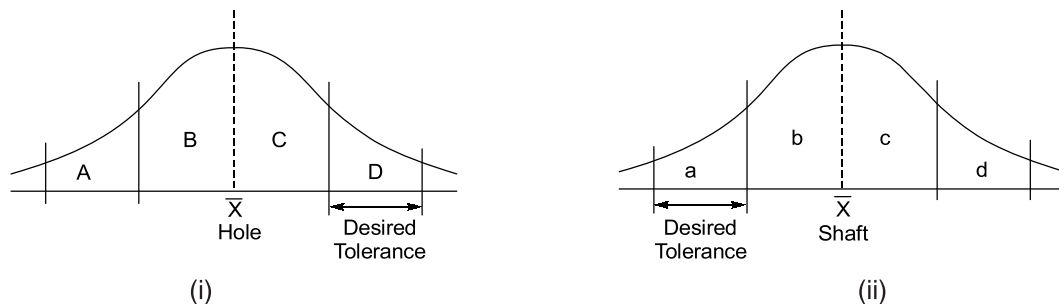 A
B
C
D
X̅
Hole
Desired
Tolerance
(i)
a
b
c
d
X̅
Desired
Tolerance
Shaft
(ii)